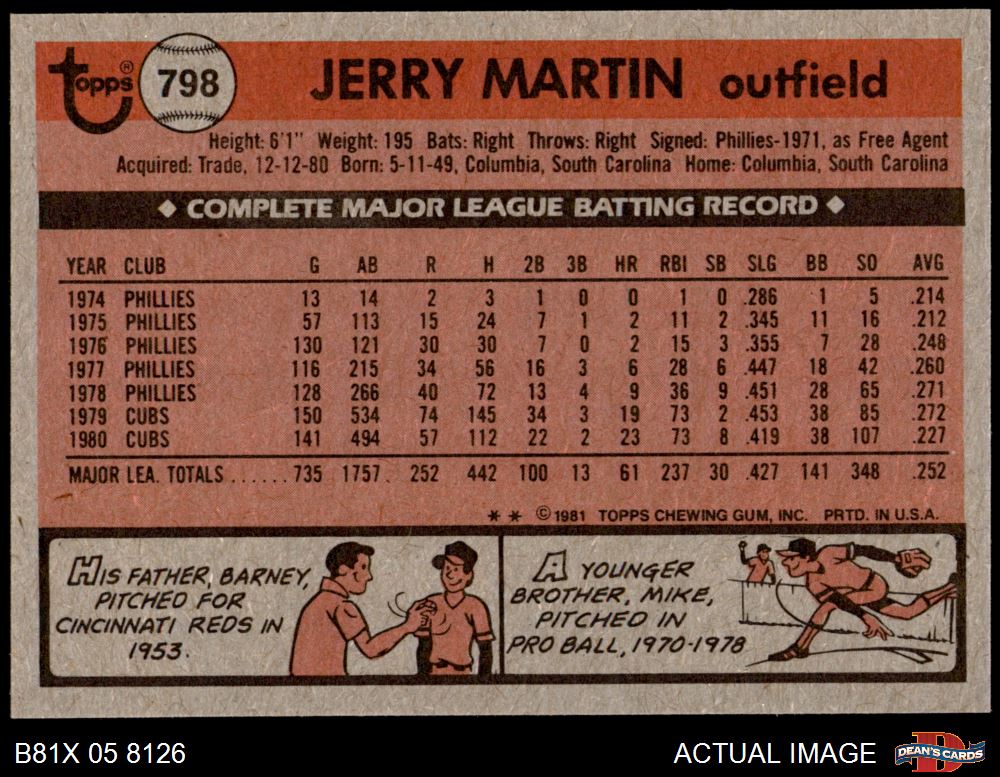 topps® 798 JERRY MARTIN outfield
Height: 6'1" Weight: 195 Bats: Right Throws: Right Signed: Phillies-1971, as Free Agent
Acquired: Trade, 12-12-80 Born: 5-11-49, Columbia, South Carolina Home: Columbia, South Carolina
◆ COMPLETE MAJOR LEAGUE BATTING RECORD ◆
YEAR CLUB G AB R H 2B 3B HR RBI SB SLG BB SO AVG
1974 PHILLIES 13 14 2 3 1 0 0 1 0 .286 1 5 .214
1975 PHILLIES 57 113 15 24 7 1 2 11 2 .345 11 16 .212
1976 PHILLIES 130 121 30 30 7 0 2 15 3 .355 7 28 .248
1977 PHILLIES 116 215 34 56 16 3 6 28 6 .447 18 42 .260
1978 PHILLIES 128 266 40 72 13 4 9 36 9 .451 28 65 .271
1979 CUBS 150 534 74 145 34 3 19 73 2 .453 38 85 .272
1980 CUBS 141 494 57 112 22 2 23 73 8 .419 38 107 .227
MAJOR LEA. TOTALS ...... 735 1757 252 442 100 13 61 237 30 .427 141 348 .252
* * ©1981 TOPPS CHEWING GUM, INC. PRTD. IN U.S.A.
HIS FATHER, BARNEY,
PITCHED FOR
CINCINNATI REDS IN
1953.
A YOUNGER
BROTHER, MIKE,
PITCHED IN
PRO BALL, 1970-1978
B81X 05 8126 ACTUAL IMAGE D DEAN'S CARDS